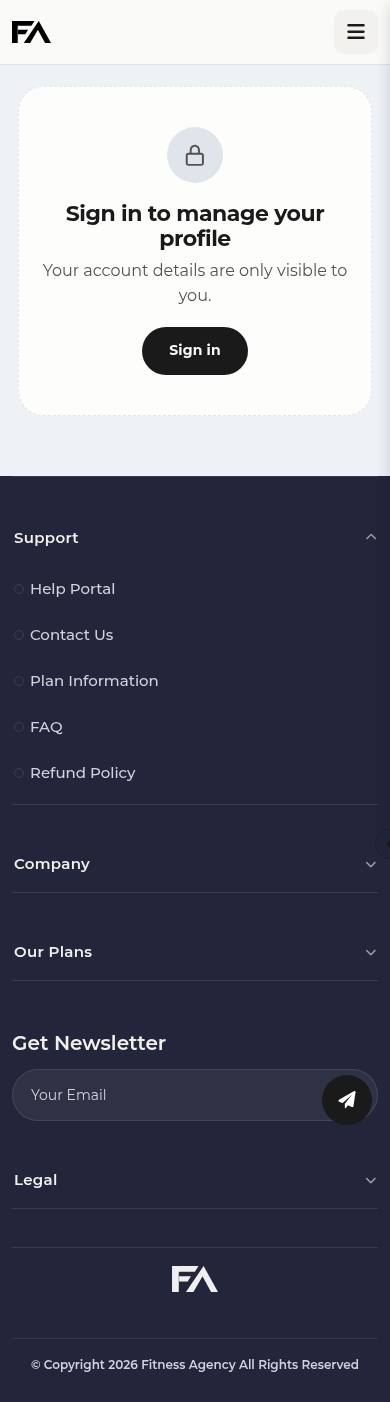 FA
Sign in to manage your
profile
Your account details are only visible to
you.
Sign in
Support
Help Portal
Contact Us
Plan Information
FAQ
Refund Policy
Company
Our Plans
Get Newsletter
Your Email
Legal
FA
© Copyright 2026 Fitness Agency All Rights Reserved